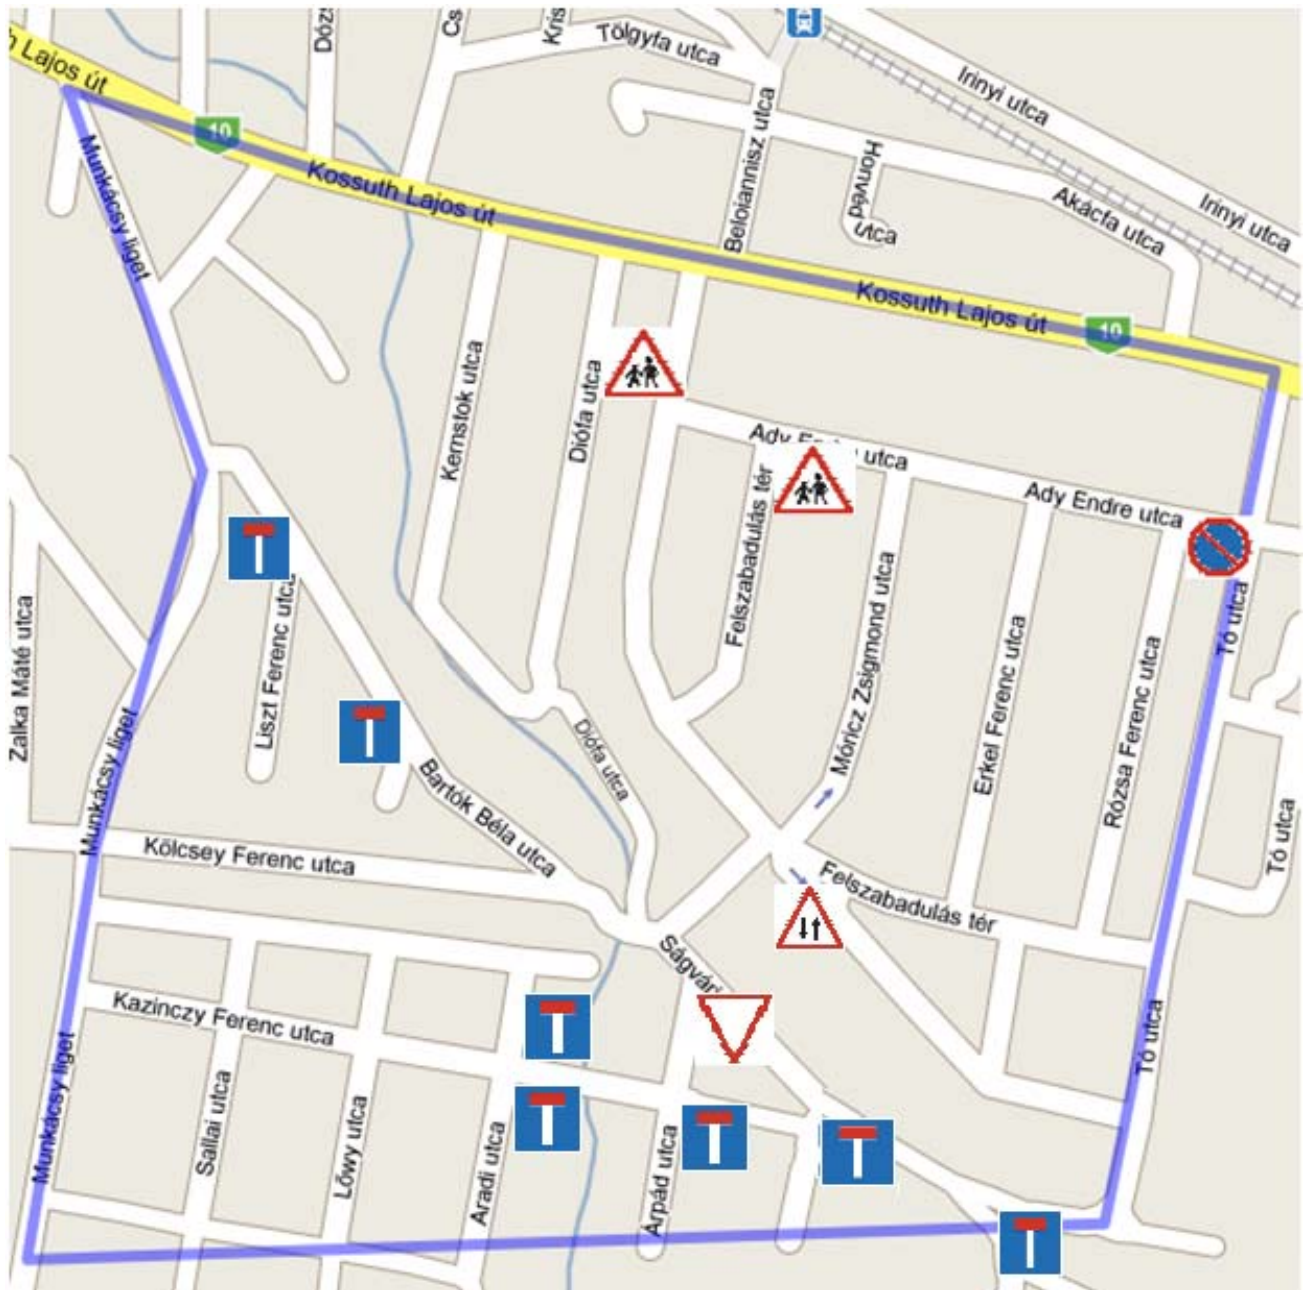 h Lajos út
Dózs
Cs
Kris
Tölgyfa utca
Irinyi utca
10
Munkácsy liget
Kossuth Lajos út
Beloiannisz utca
Honvéd utca
Akácfa utca
Irinyi utca
Kossuth Lajos út
10
Kernstok utca
Diófa utca
Ady En utca
Ady Endre utca
Felszabadulás tér
Móricz Zsigmond utca
Erkel Ferenc utca
Rózsa Ferenc utca
Tó utca
Zalka Máté utca
Liszt Ferenc utca
Munkácsy liget
Diófa utca
Bartók Béla utca
Kölcsey Ferenc utca
Tó utca
Felszabadulás tér
Ságvári
Kazinczy Ferenc utca
Munkácsy liget
Sallai utca
Lőwy utca
Aradi utca
Árpád utca
Tó utca